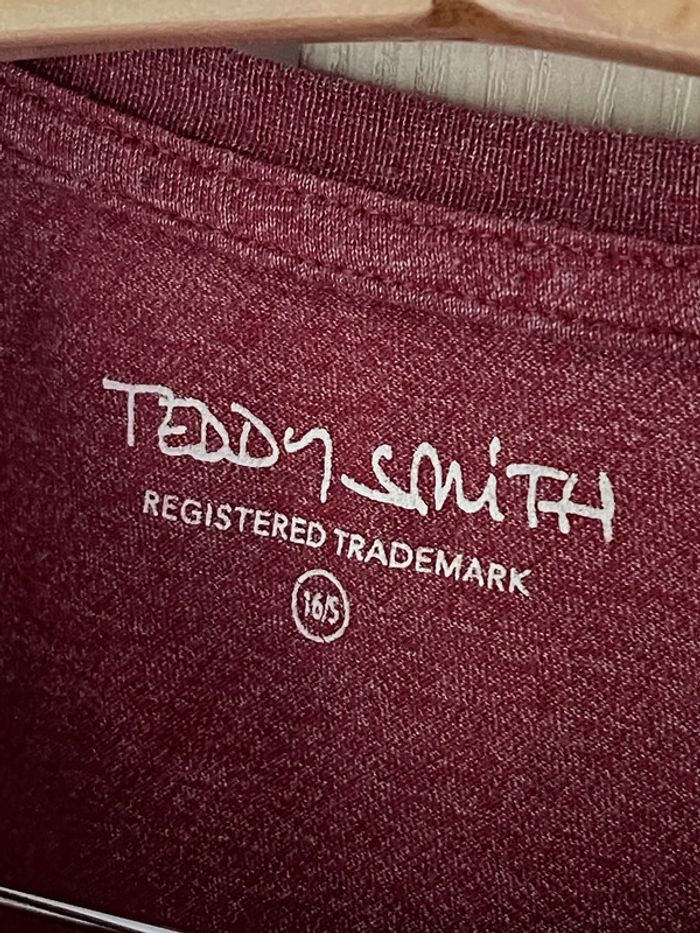 TEDDY SMiTH
REGISTERED TRADEMARK
16/S